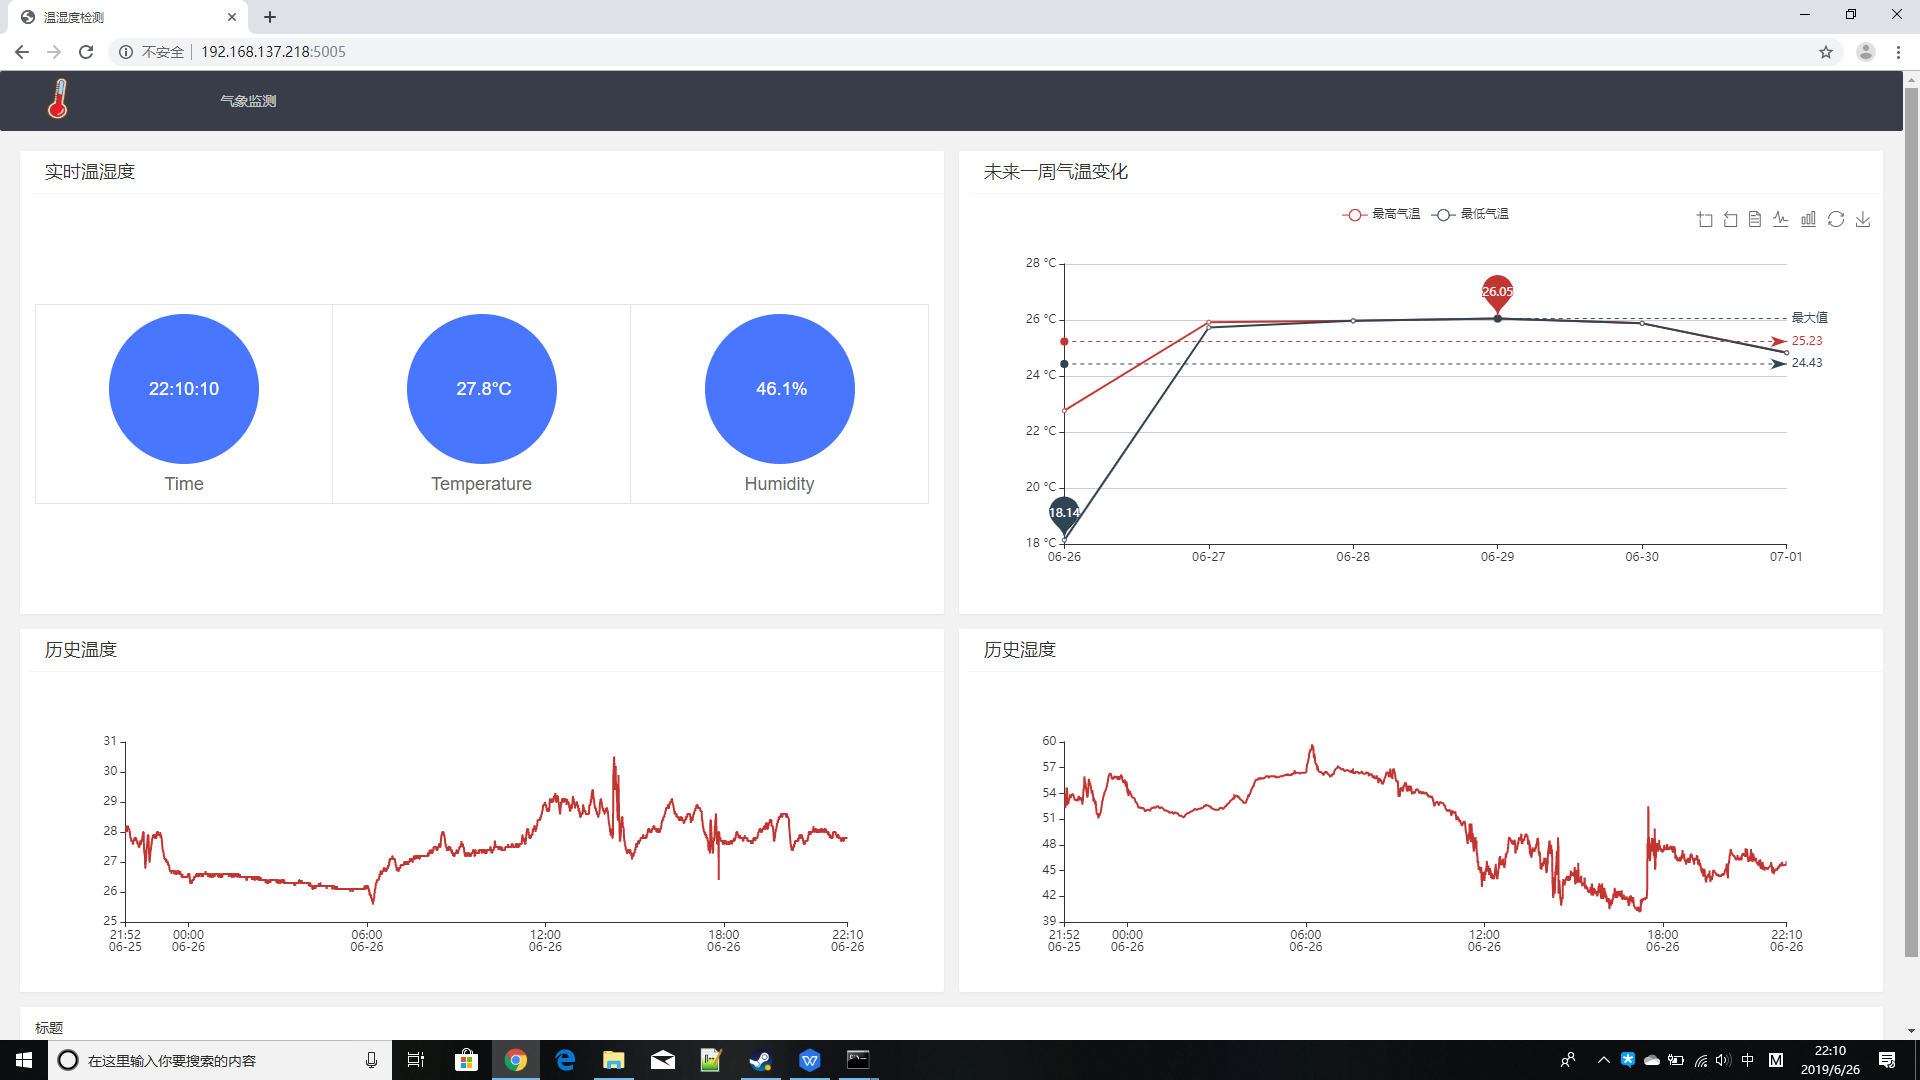 温湿度检测
不安全
192.168.137.218:5005
气象监测
实时温湿度
22:10:10
27.8°C
46.1%
Time
Temperature
Humidity
未来一周气温变化
最高气温
最低气温
28 °C
26 °C
24 °C
22 °C
20 °C
18 °C
26.05
18.14
最大值
25.23
24.43
06-26
06-27
06-28
06-29
06-30
07-01
历史温度
31
30
29
28
27
26
25
21:52
06-25
00:00
06-26
06:00
06-26
12:00
06-26
18:00
06-26
22:10
06-26
历史湿度
60
57
54
51
48
45
42
39
21:52
06-25
00:00
06-26
06:00
06-26
12:00
06-26
18:00
06-26
22:10
06-26
标题
在这里输入你要搜索的内容
中
M
22:10
2019/6/26